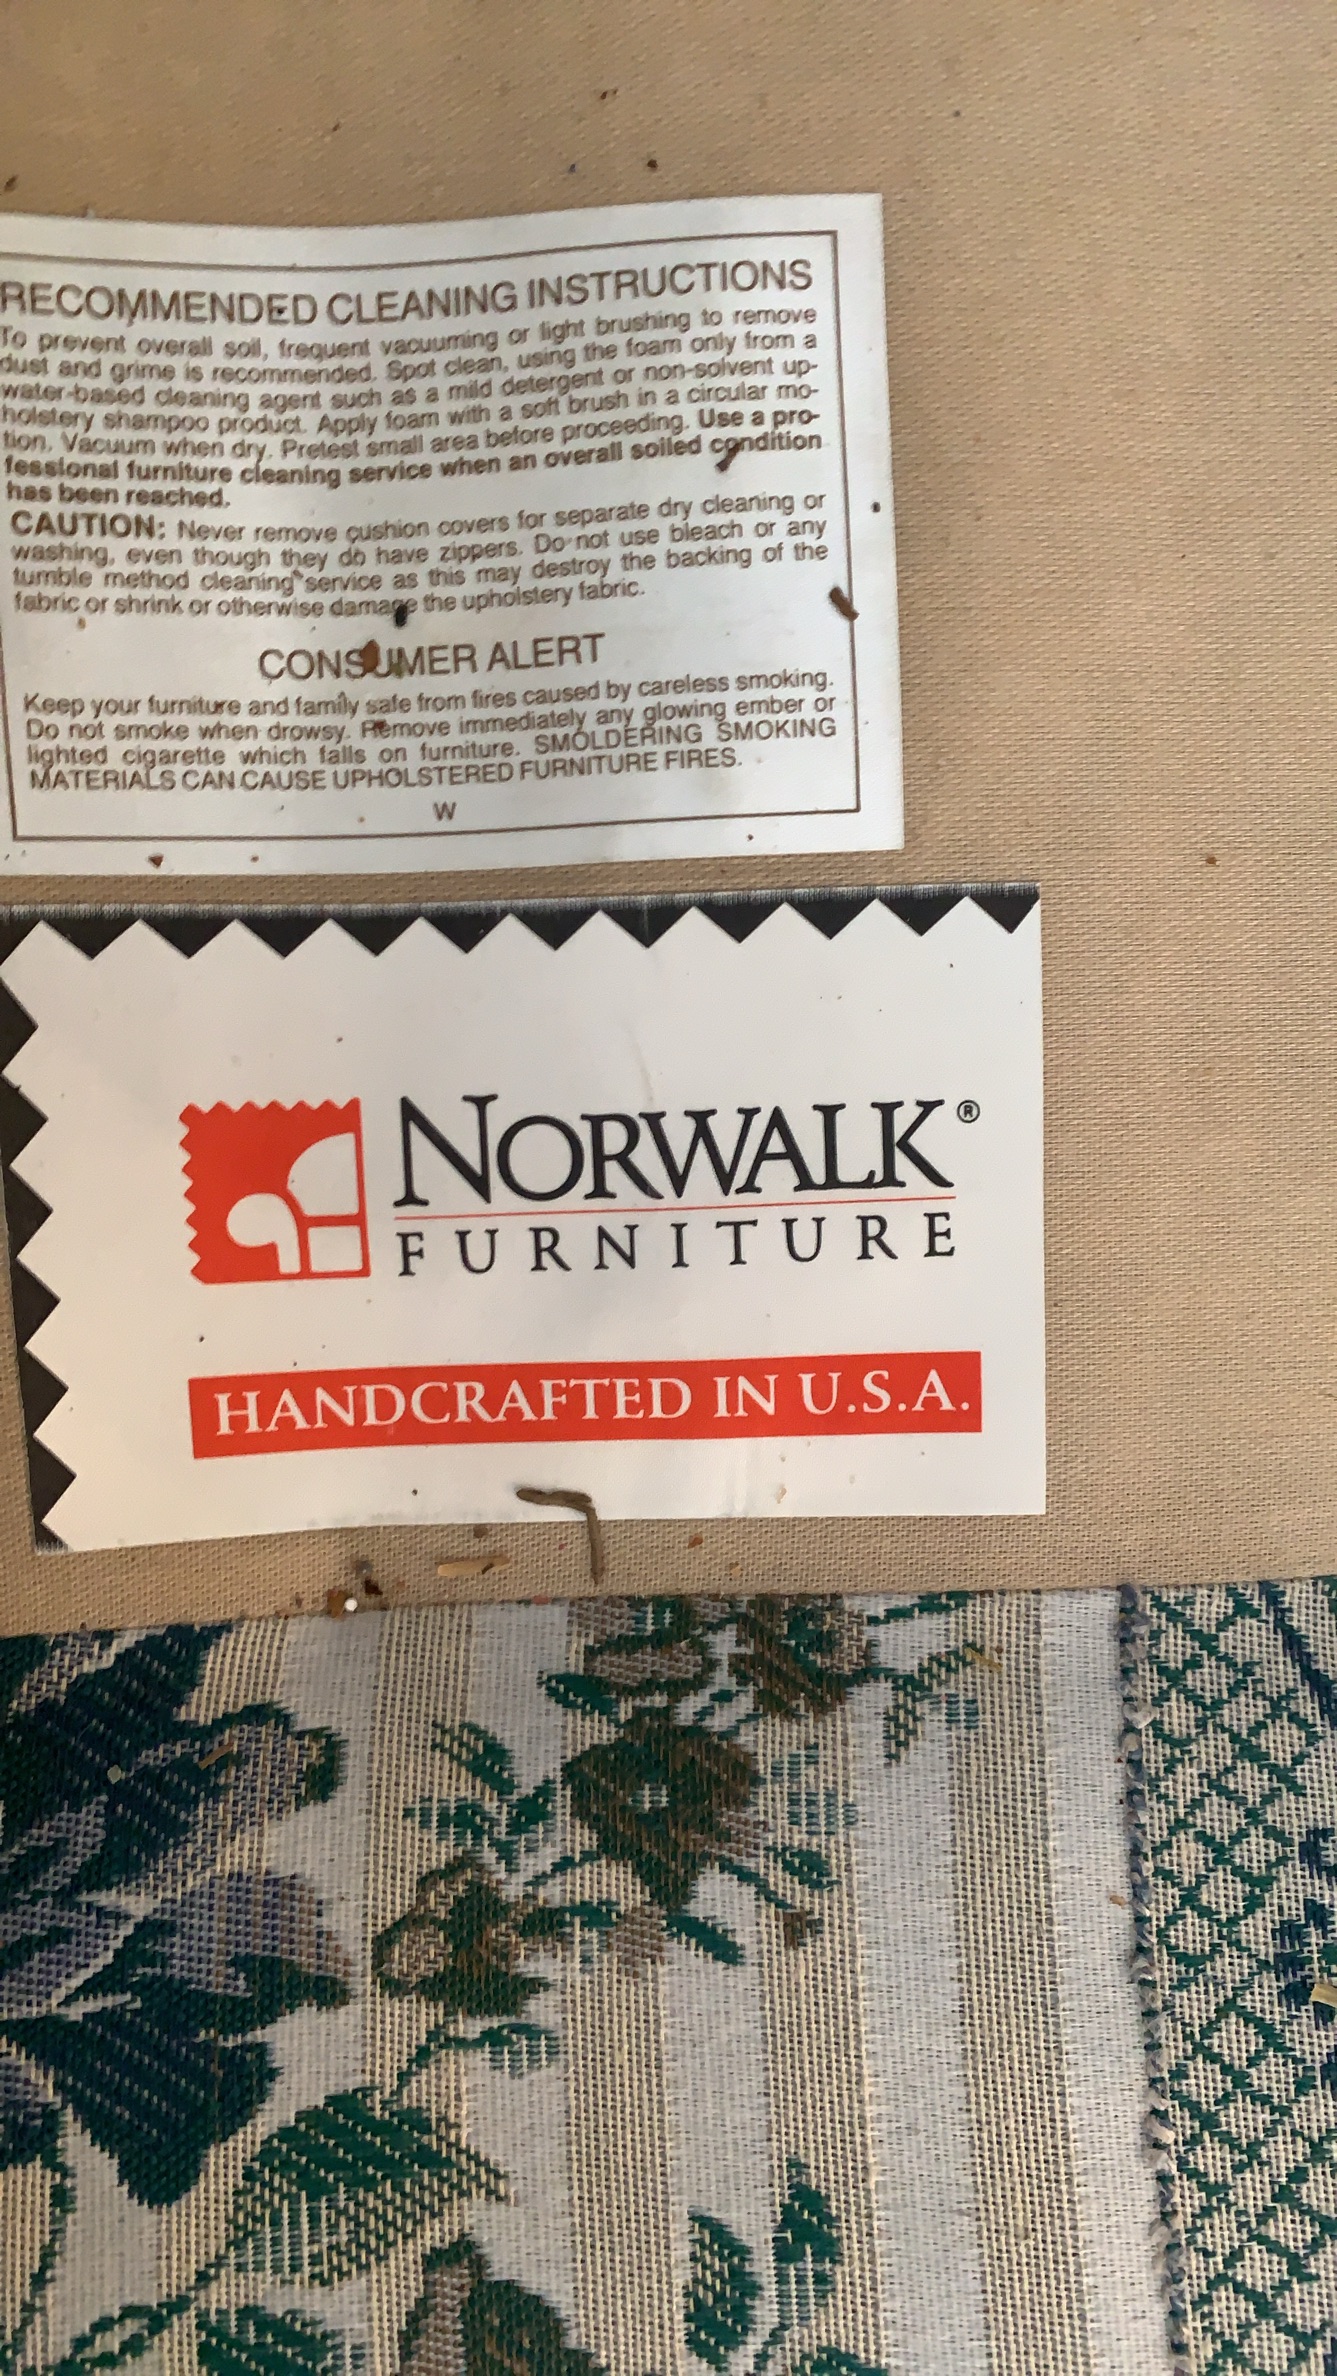 RECOMMENDED CLEANING INSTRUCTIONS
To prevent overall soil, frequent vacuuming or light brushing to remove
dust and grime is recommended. Spot clean, using the foam only from a
water-based cleaning agent such as a mild detergent or non-solvent up-
holstery shampoo product. Apply foam with a soft brush in a circular mo-
tion. Vacuum when dry. Pretest small area before proceeding. Use a pro-
fessional furniture cleaning service when an overall soiled condition
has been reached.
CAUTION: Never remove cushion covers for separate dry cleaning or
washing, even though they do have zippers. Do not use bleach or any
tumble method cleaning service as this may destroy the backing of the
fabric or shrink or otherwise damage the upholstery fabric.
CONSUMER ALERT
Keep your furniture and family safe from fires caused by careless smoking.
Do not smoke when drowsy. Remove immediately any glowing ember or
lighted cigarette which falls on furniture. SMOLDERING SMOKING
MATERIALS CAN CAUSE UPHOLSTERED FURNITURE FIRES.
W
NORWALK®
FURNITURE
HANDCRAFTED IN U.S.A.